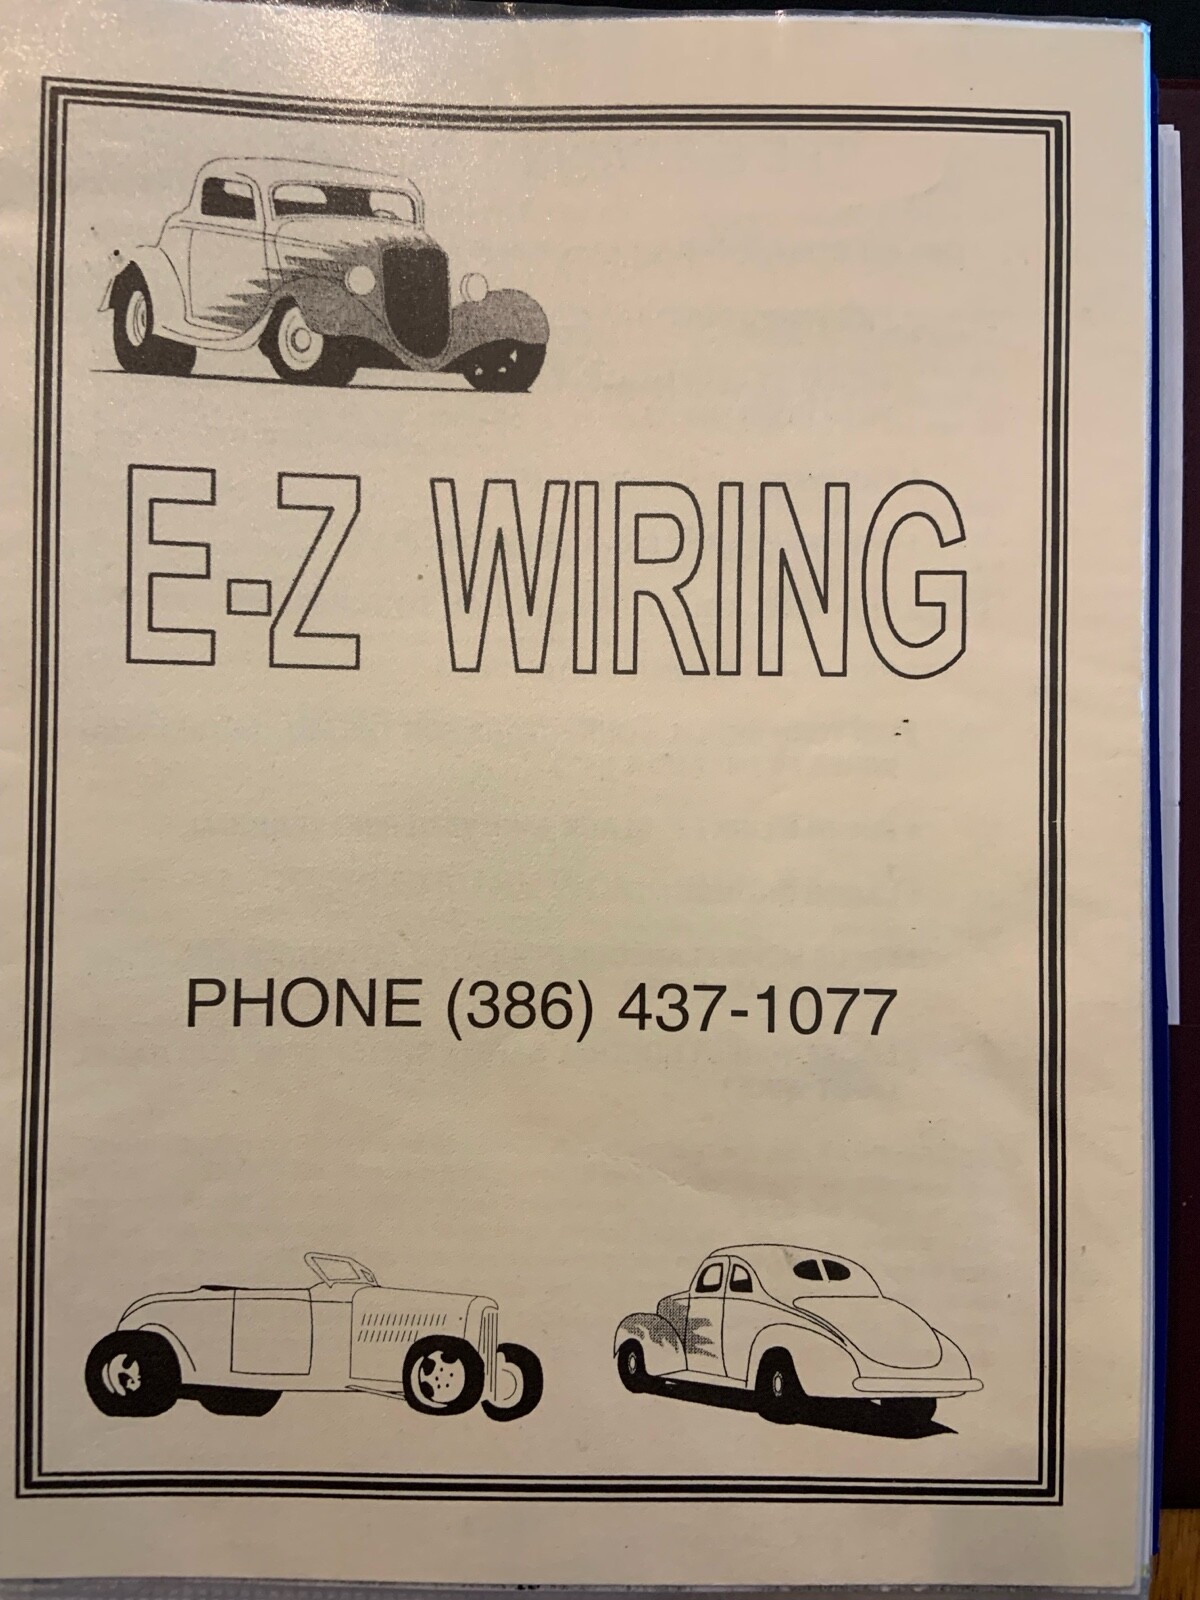 E-Z WIRING
PHONE (386) 437-1077